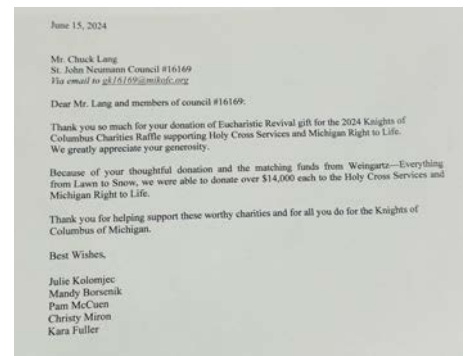 June 15, 2024
Mr. Chuck Lang
St. John Neumann Council #16169
Via email to gk16169@mikofc.org
Dear Mr. Lang and members of council #16169:
Thank you so much for your donation of Eucharistic Revival gift for the 2024 Knights of
Columbus Charities Raffle supporting Holy Cross Services and Michigan Right to Life.
We greatly appreciate your generosity.
Because of your thoughtful donation and the matching funds from Weingartz—Everything
from Lawn to Snow, we were able to donate over $14,000 each to the Holy Cross Services and
Michigan Right to Life.
Thank you for helping support these worthy charities and for all you do for the Knights of
Columbus of Michigan.
Best Wishes,
Julie Kolomjec
Mandy Borsenik
Pam McCuen
Christy Miron
Kara Fuller